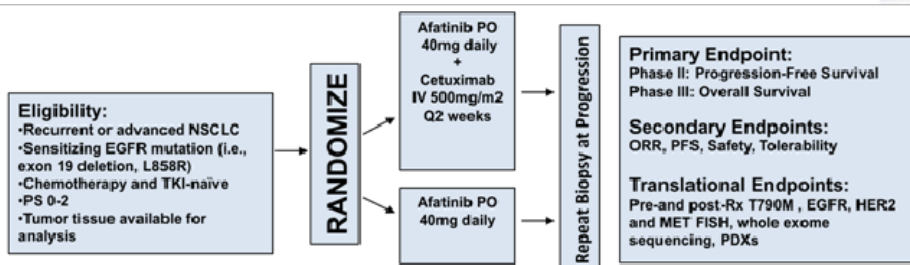 Eligibility:
•Recurrent or advanced NSCLC
•Sensitizing EGFR mutation (i.e.,
exon 19 deletion, L858R)
•Chemotherapy and TKI-naïve
•PS 0-2
•Tumor tissue available for
analysis
RANDOMIZE
Afatinib PO
40mg daily
+
Cetuximab
IV 500mg/m2
Q2 weeks
Afatinib PO
40mg daily
Repeat Biopsy at Progression
Primary Endpoint:
Phase II: Progression-Free Survival
Phase III: Overall Survival
Secondary Endpoints:
ORR, PFS, Safety, Tolerability
Translational Endpoints:
Pre-and post-Rx T790M , EGFR, HER2
and MET FISH, whole exome
sequencing, PDXs